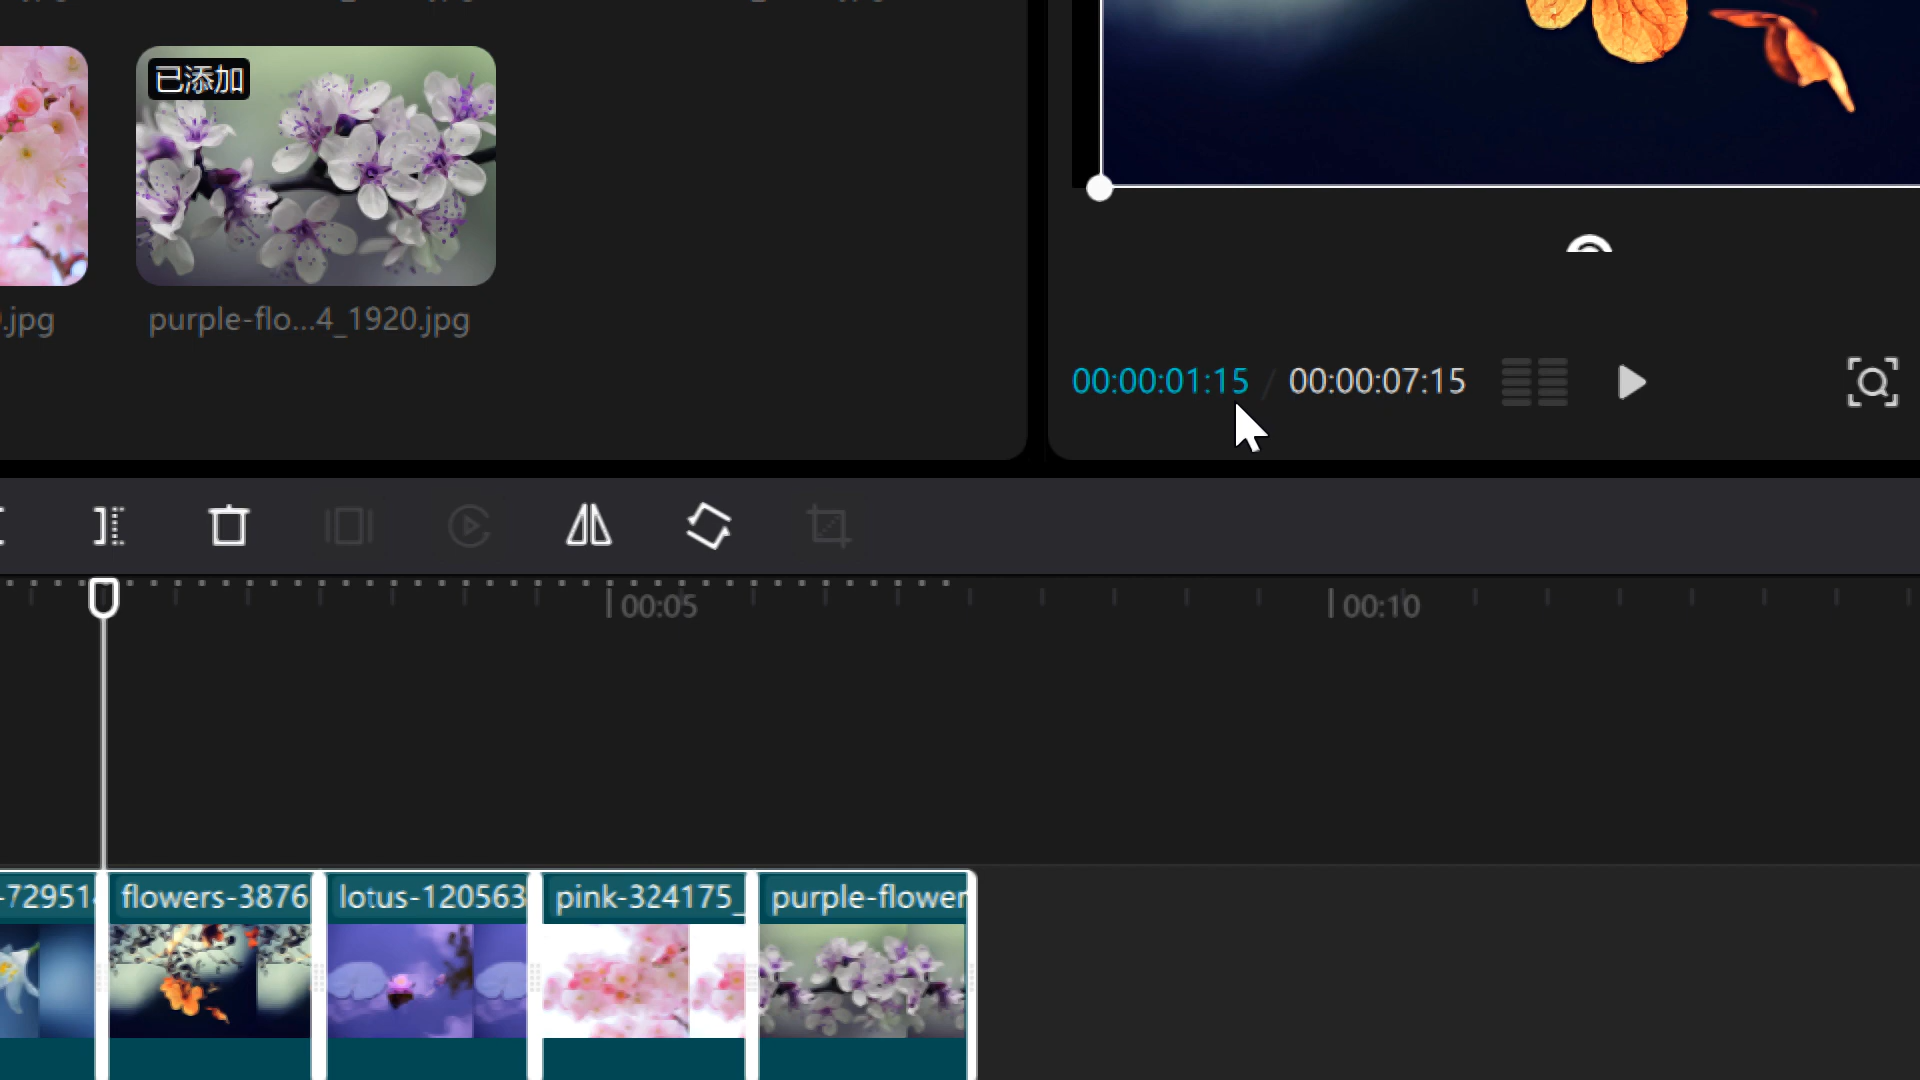 已添加
.jpg
purple-flo...4_1920.jpg
00:00:01:15 / 00:00:07:15
00:05
00:10
-72951
flowers-3876
lotus-120563
pink-324175_
purple-flower